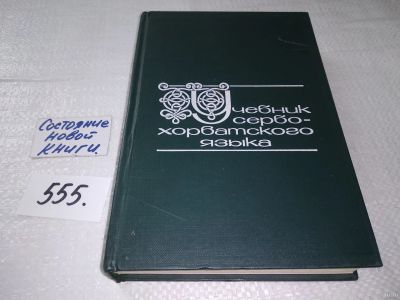 Учебник
сербо-
хорватского
языка
Состояние
новой
книги.
555.